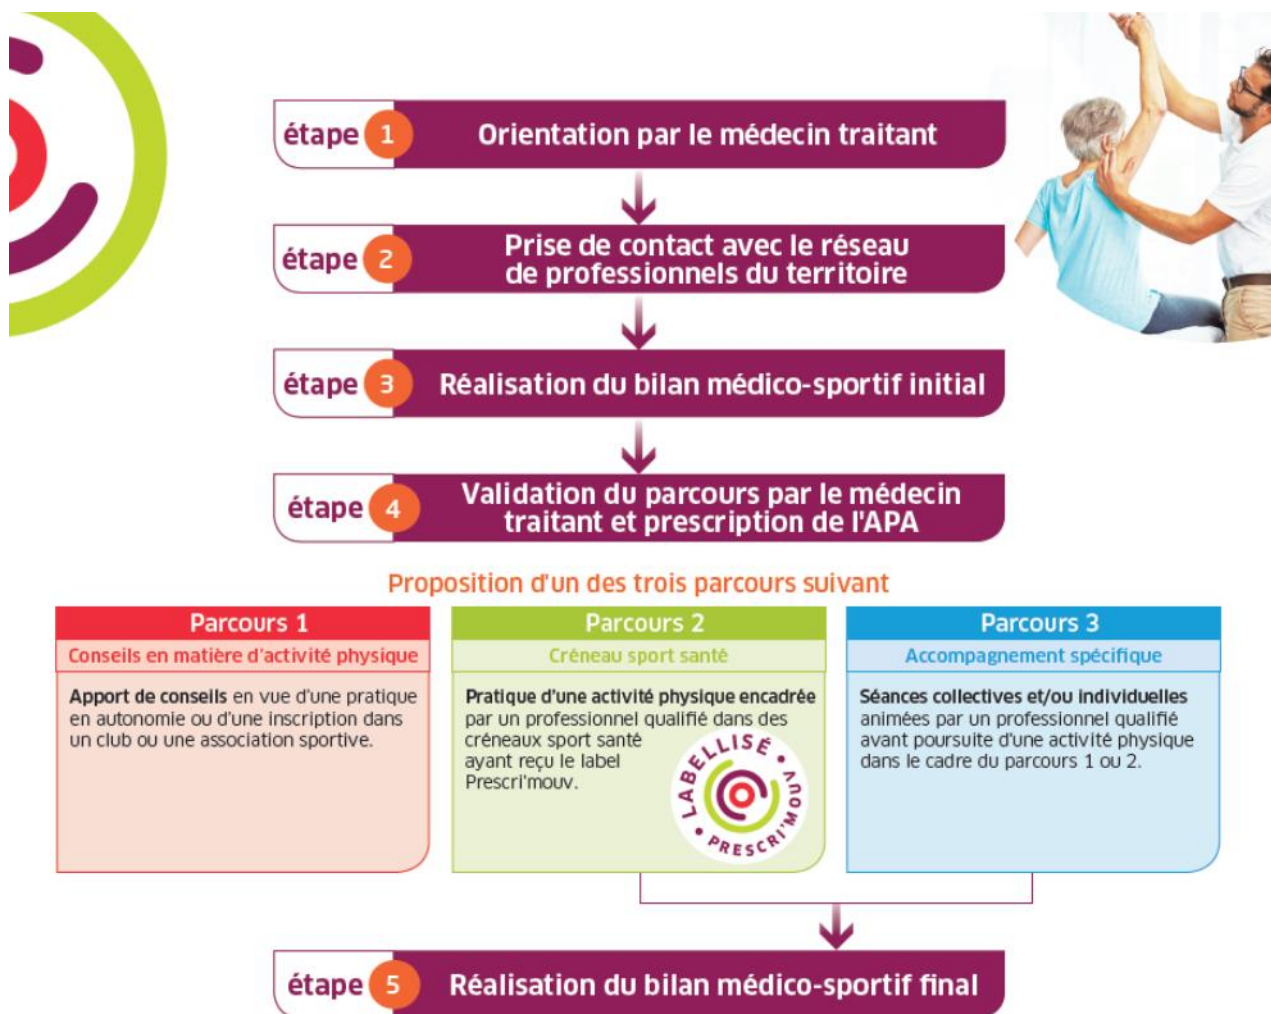 étape 1 Orientation par le médecin traitant
étape 2 Prise de contact avec le réseau
de professionnels du territoire
étape 3 Réalisation du bilan médico-sportif initial
étape 4 Validation du parcours par le médecin
traitant et prescription de l'APA
Proposition d'un des trois parcours suivant
Parcours 1
Conseils en matière d'activité physique
Apport de conseils en vue d'une pratique
en autonomie ou d'une inscription dans
un club ou une association sportive.
Parcours 2
Créneau sport santé
Pratique d'une activité physique encadrée
par un professionnel qualifié dans des
créneaux sport santé
ayant reçu le label
Prescri'mouv.
LABELLISÉ • PRESCRI'MOUV •
Parcours 3
Accompagnement spécifique
Séances collectives et/ou individuelles
animées par un professionnel qualifié
avant poursuite d'une activité physique
dans le cadre du parcours 1 ou 2.
étape 5 Réalisation du bilan médico-sportif final